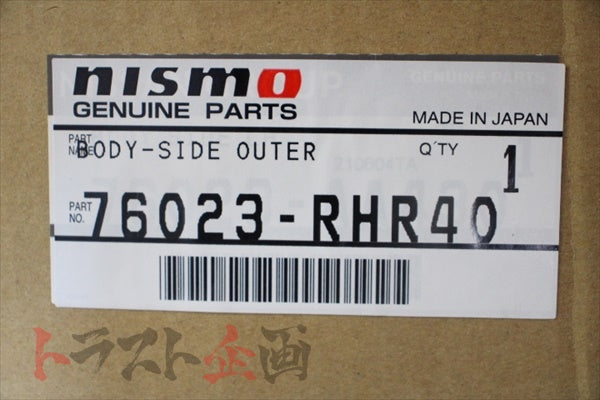 nismo
GENUINE PARTS
MADE IN JAPAN
PART NAME BODY-SIDE OUTER Q'TY 1
PART NO. 76023-RHR40
トラスト企画